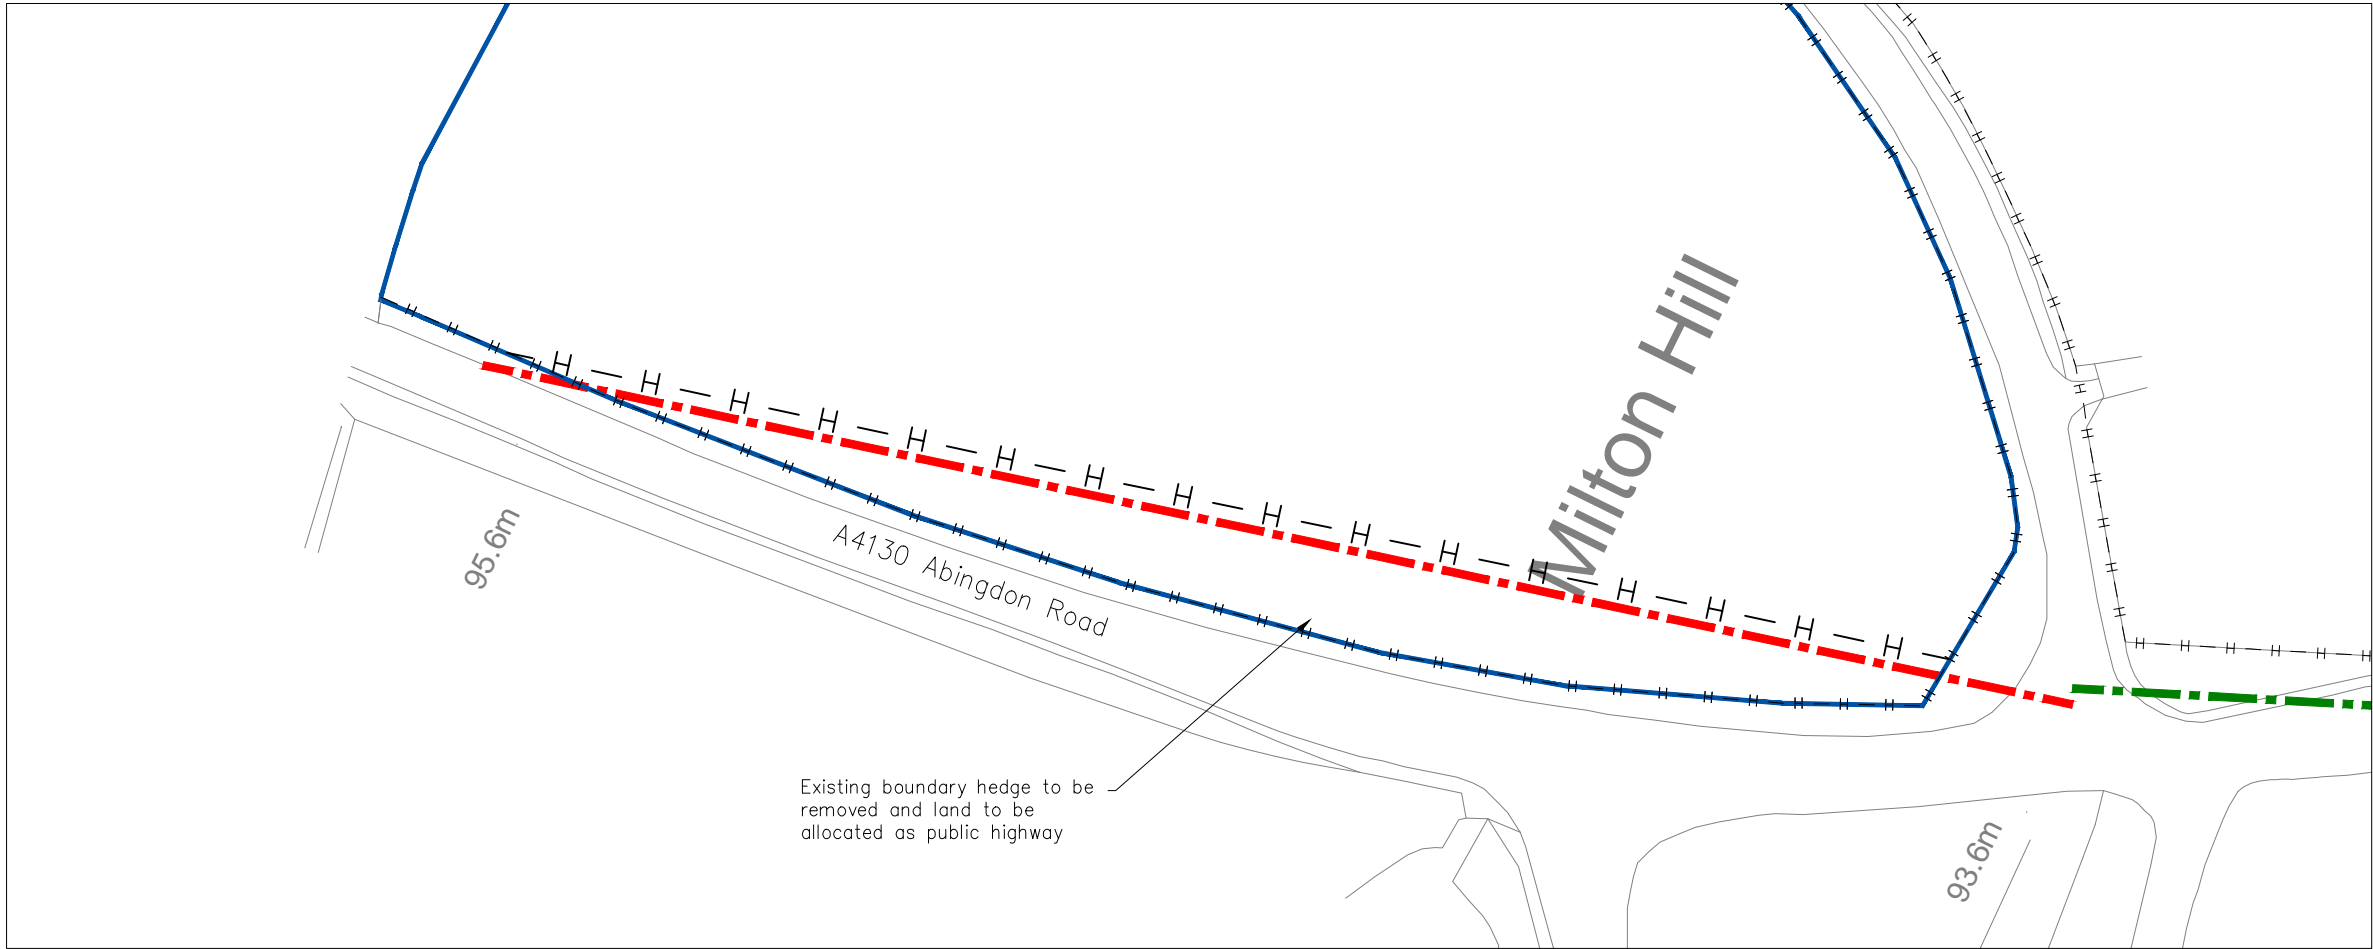 Milton Hill
95.6m
A4130 Abingdon Road
Existing boundary hedge to be
removed and land to be
allocated as public highway
93.6m